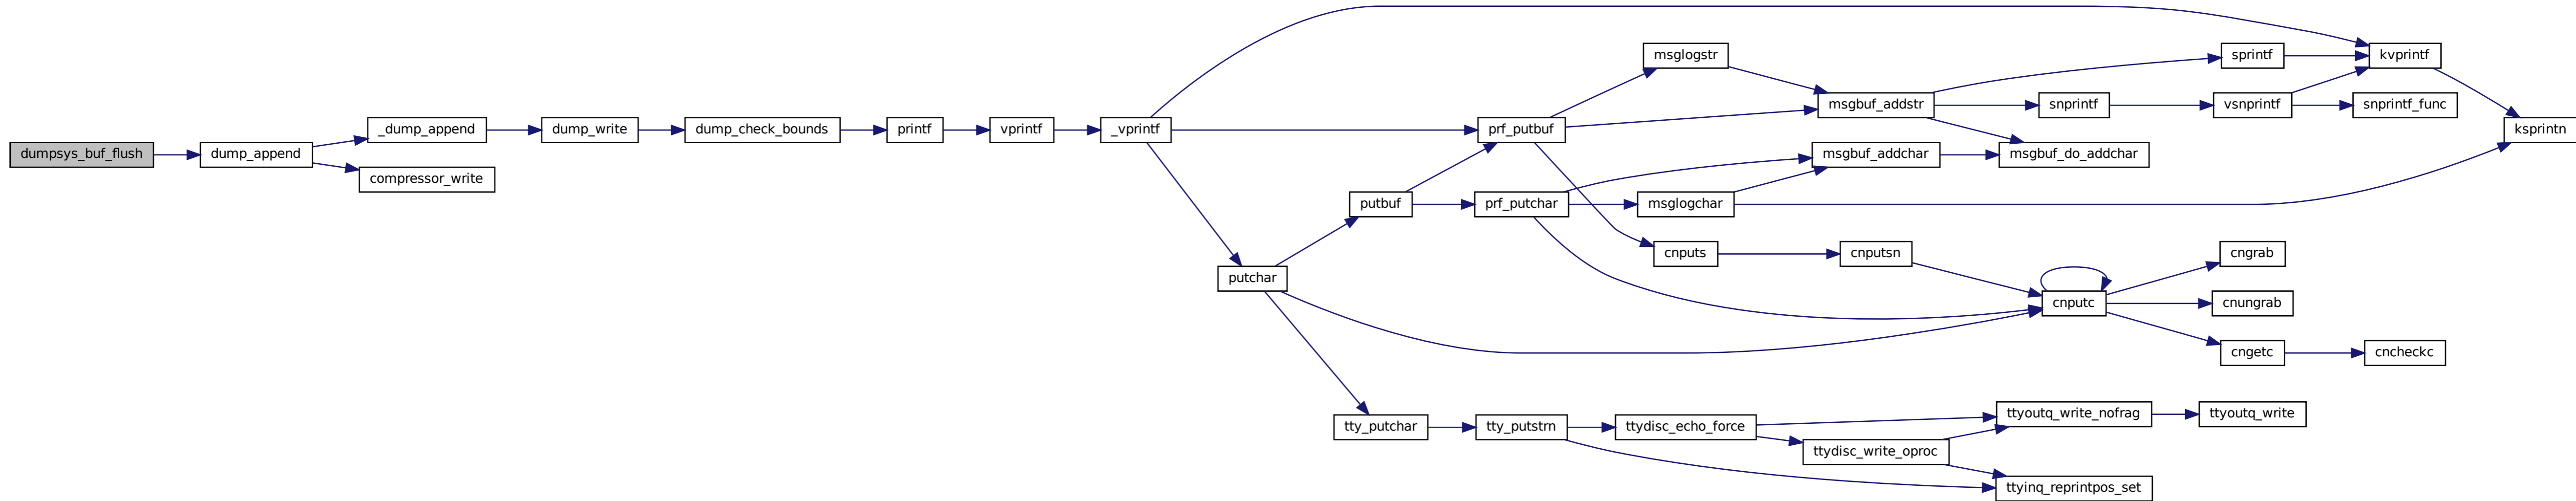 dumpsys_buf_flush
dump_append
_dump_append
compressor_write
dump_write
dump_check_bounds
printf
vprintf
_vprintf
putchar
putbuf
tty_putchar
prf_putbuf
prf_putchar
tty_putstrn
msglogstr
msglogchar
cnputs
ttydisc_echo_force
msgbuf_addstr
msgbuf_addchar
cnputsn
ttydisc_write_oproc
snprintf
msgbuf_do_addchar
cnputc
ttyoutq_write_nofrag
ttyinq_reprintpos_set
sprintf
vsnprintf
cngrab
cnungrab
cngetc
ttyoutq_write
kvprintf
snprintf_func
cncheckc
ksprintn